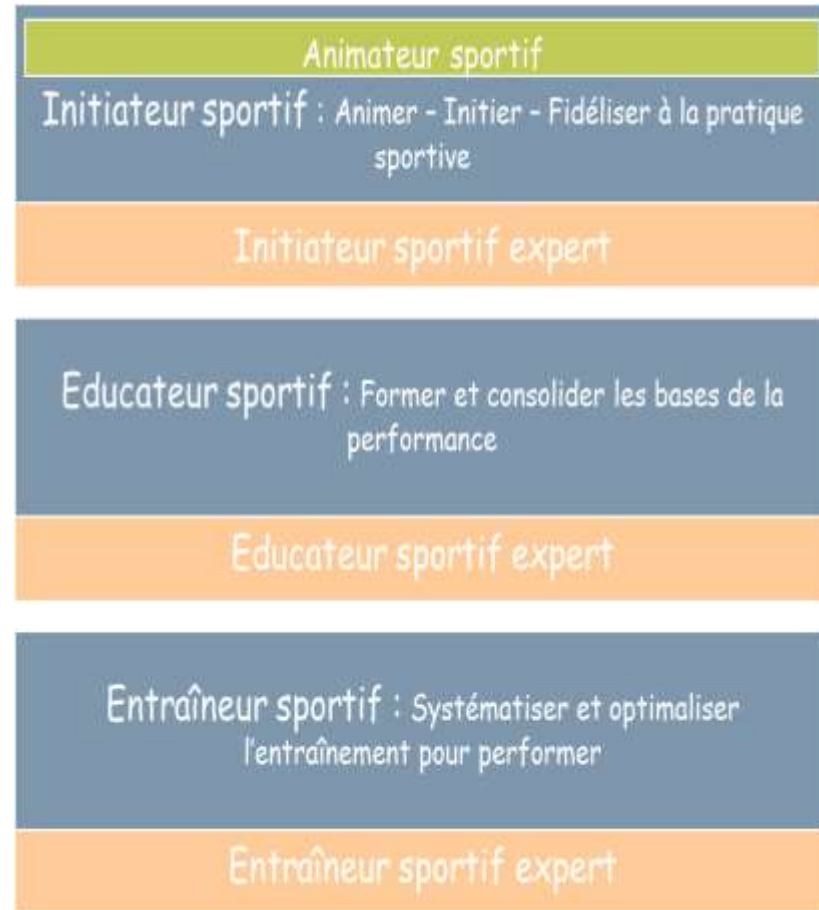 Animateur sportif
Initiateur sportif : Animer - Initier - Fidéliser à la pratique
sportive
Initiateur sportif expert
Educateur sportif : Former et consolider les bases de la
performance
Educateur sportif expert
Entraîneur sportif : Systématiser et optimaliser
l'entraînement pour performer
Entraîneur sportif expert